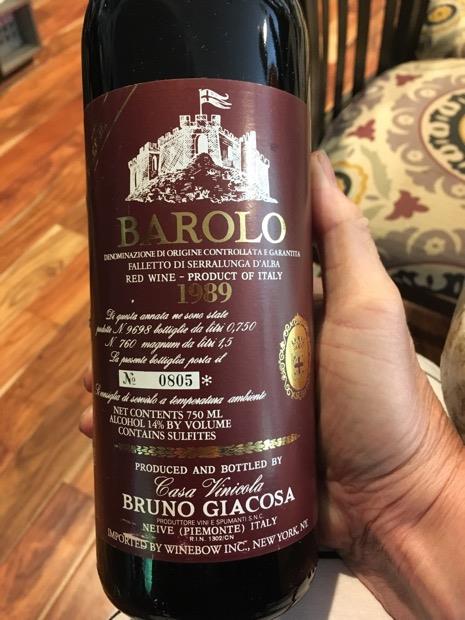 BAROLO
DENOMINAZIONE DI ORIGINE CONTROLLATA E GARANTITA
FALLETTO DI SERRALUNGA D'ALBA
RED WINE - PRODUCT OF ITALY
1989
Di questa annata ne sono state
prodotte N. 9698 bottiglie da litri 0,750
N. 760 magnum da litri 1,5
La presente bottiglia porta il
No 0805 *
consiglia di servirlo a temperatura ambiente
NET CONTENTS 750 ML
ALCOHOL 14% BY VOLUME
CONTAINS SULFITES
PRODUCED AND BOTTLED BY
Casa Vinicola
BRUNO GIACOSA
PRODUTTORE VINI E SPUMANTI S.N.C.
NEIVE (PIEMONTE) ITALY
R.I.N. 1302/CN
IMPORTED BY WINEBOW INC., NEW YORK, NY